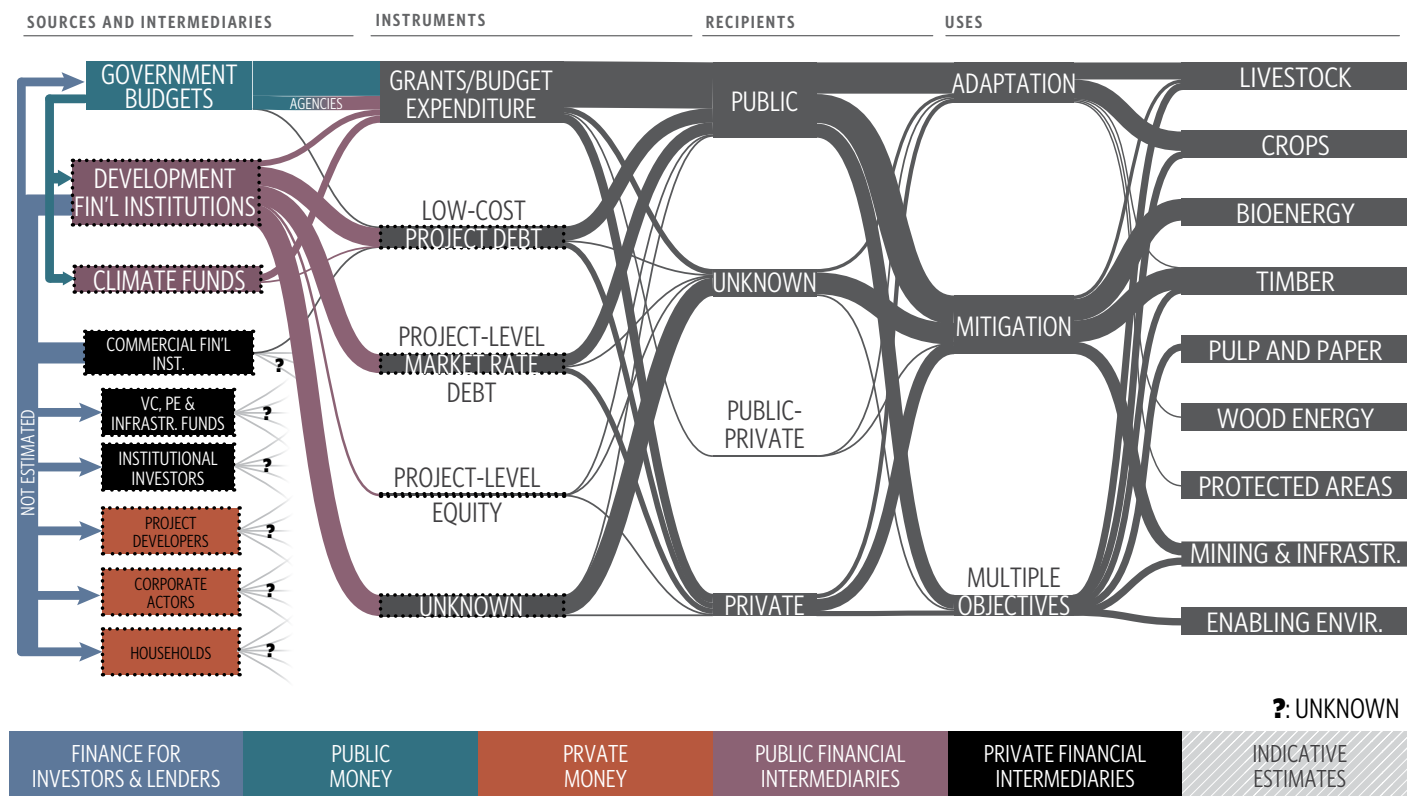 SOURCES AND INTERMEDIARIES
INSTRUMENTS
RECIPIENTS
USES
GOVERNMENT
BUDGETS
AGENCIES
DEVELOPMENT
FIN'L INSTITUTIONS
CLIMATE FUNDS
COMMERCIAL FIN'L
INST.
?
VC, PE &
INFRASTR. FUNDS
?
INSTITUTIONAL
INVESTORS
?
PROJECT
DEVELOPERS
?
CORPORATE
ACTORS
?
HOUSEHOLDS
?
NOT ESTIMATED
GRANTS/BUDGET
EXPENDITURE
LOW-COST
PROJECT DEBT
PROJECT-LEVEL
MARKET RATE
DEBT
PROJECT-LEVEL
EQUITY
UNKNOWN
PUBLIC
UNKNOWN
PUBLIC-
PRIVATE
PRIVATE
ADAPTATION
MITIGATION
MULTIPLE
OBJECTIVES
LIVESTOCK
CROPS
BIOENERGY
TIMBER
PULP AND PAPER
WOOD ENERGY
PROTECTED AREAS
MINING & INFRASTR.
ENABLING ENVIR.
?: UNKNOWN
FINANCE FOR
INVESTORS & LENDERS
PUBLIC
MONEY
PRVATE
MONEY
PUBLIC FINANCIAL
INTERMEDIARIES
PRIVATE FINANCIAL
INTERMEDIARIES
INDICATIVE
ESTIMATES